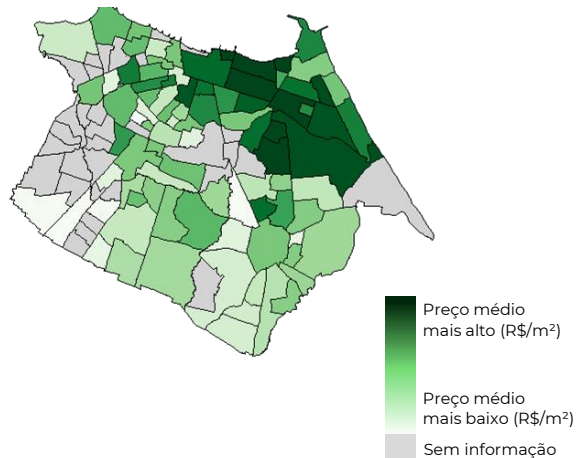 Preço médio
mais alto (R$/m²)
Preço médio
mais baixo (R$/m²)
Sem informação